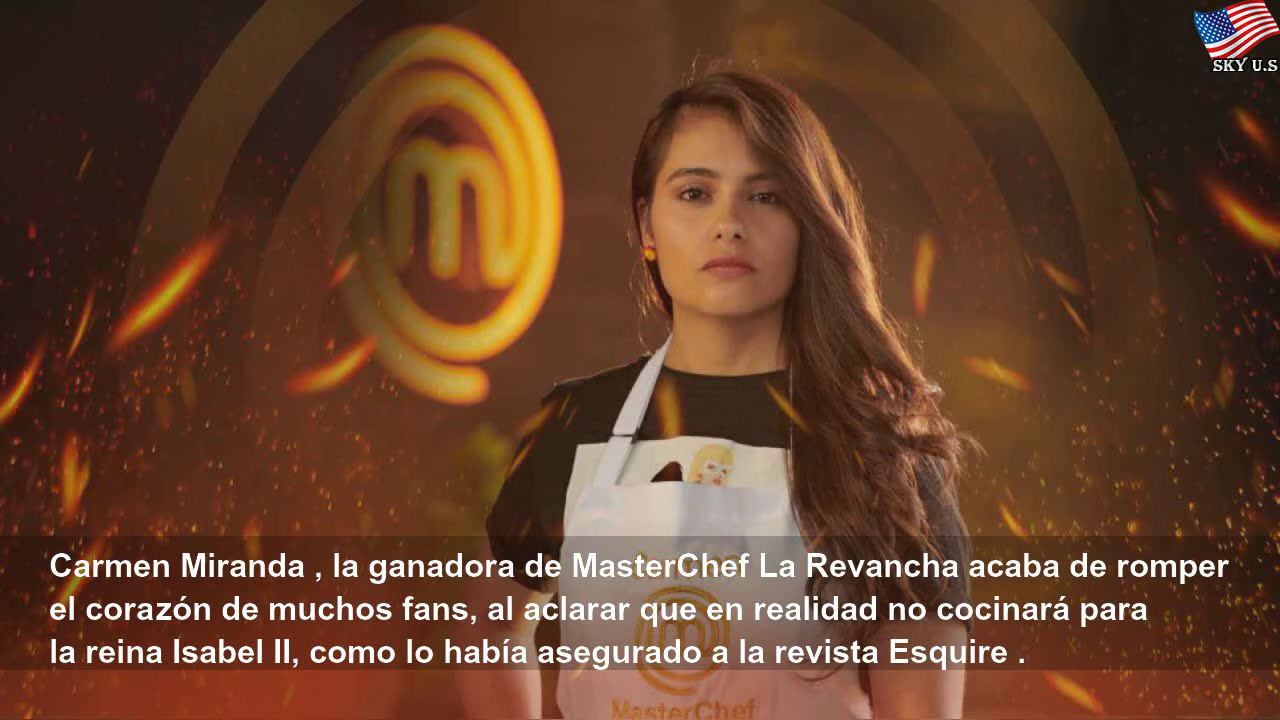 SKY U.S
m
Carmen Miranda , la ganadora de MasterChef La Revancha acaba de romper
el corazón de muchos fans, al aclarar que en realidad no cocinará para
la reina Isabel II, como lo había asegurado a la revista Esquire .
m
MasterChef